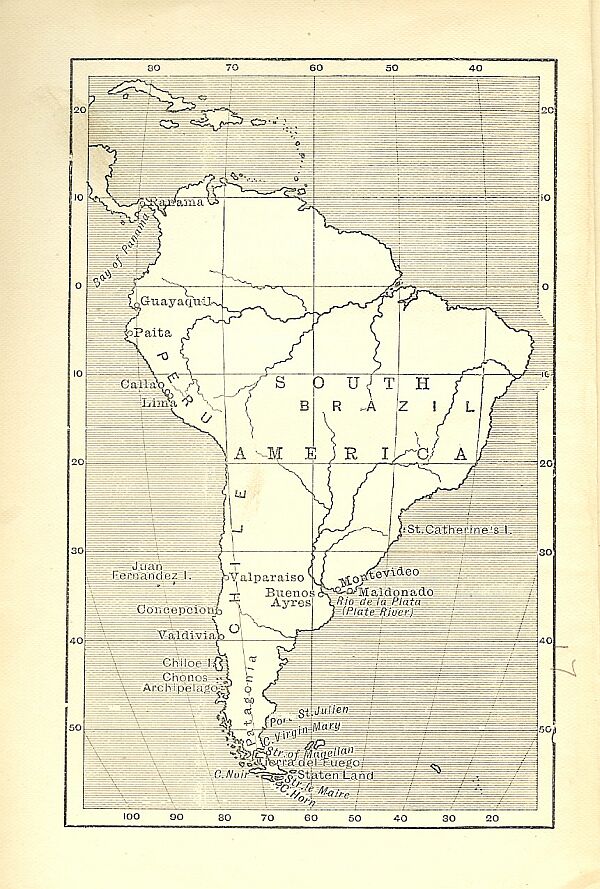 80 70 60 50 40
20 20
10 10
Panama
Bay of Panama
0 0
Guayaquil
Paita
PERU
10 10
Callao
Lima
SOUTH
BRAZIL
AMERICA
20 20
CHILE
St. Catherine's I.
30 30
Juan
Fernandez I.
Valparaiso
Montevideo
Buenos
Ayres
Maldonado
Rio de la Plata
(Plate River)
Concepcion
Valdivia
40 40
Chiloe I.
Chonos
Archipelago
Patagonia
Port St. Julien
C. Virgin Mary
50 50
Str. of Magellan
Tierra del Fuego
C. Noir
Staten Land
Str. le Maire
C. Horn
100 90 80 70 60 50 40 30 20